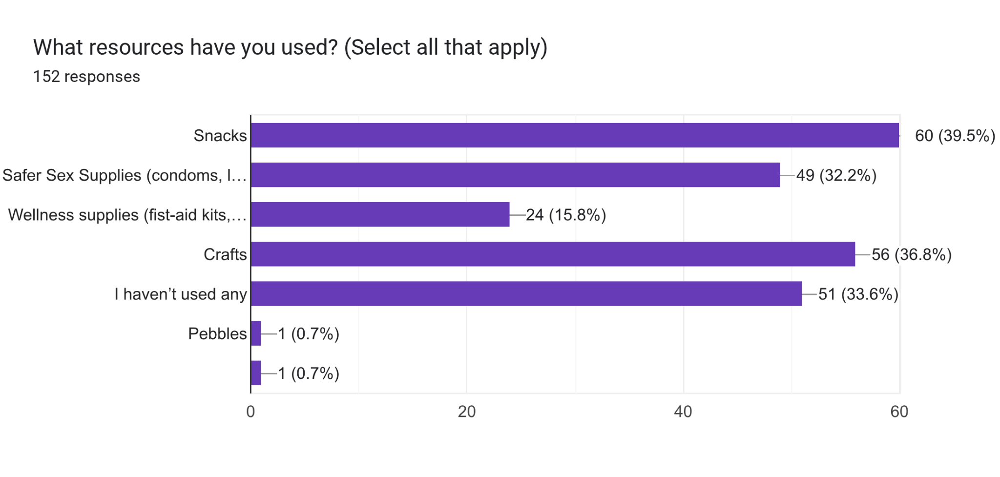 What resources have you used? (Select all that apply)
152 responses
Snacks
60 (39.5%)
Safer Sex Supplies (condoms, l…
49 (32.2%)
Wellness supplies (fist-aid kits,…
24 (15.8%)
Crafts
56 (36.8%)
I haven’t used any
51 (33.6%)
Pebbles
1 (0.7%)
1 (0.7%)
0 20 40 60